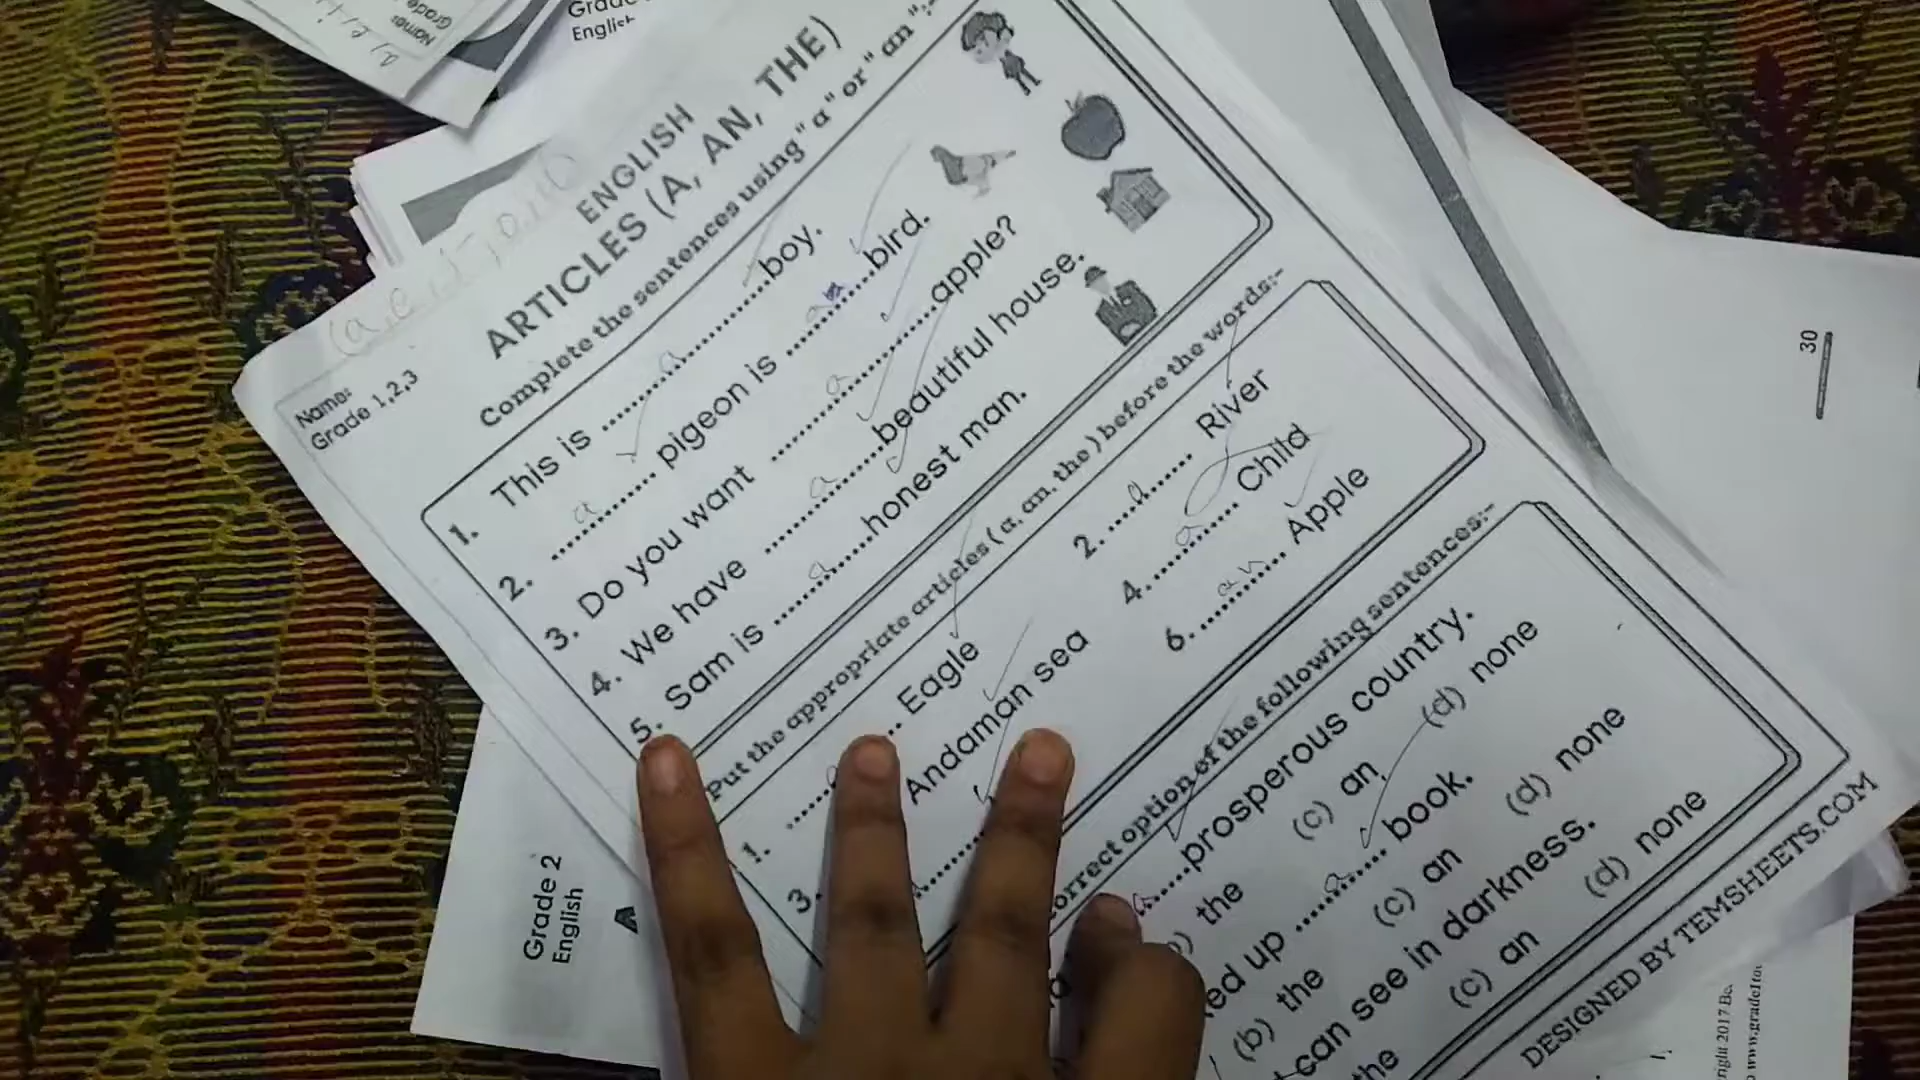 English
Name:
Grade 1,2,3
ENGLISH
ARTICLES (A, AN, THE)
Complete the sentences using "a" or "an":-
1. This is ......a...... boy.
2. ....a...... pigeon is ....a.... bird.
3. Do you want ......a...... apple?
4. We have ......a...... beautiful house.
5. Sam is .....a..... honest man.
Put the appropriate articles (a, an, the) before the words:-
1. ........ Eagle
2. ...a..... River
3. ........ Andaman sea
4. ...a..... Child
6. ..an...... Apple
correct option of the following sentences:-
..a.... prosperous country.
the (c) an (d) none
ed up ....a.... book.
(b) the (c) an (d) none
can see in darkness.
the (c) an (d) none
DESIGNED BY TEMSHEETS.COM
Grade 2
English
30